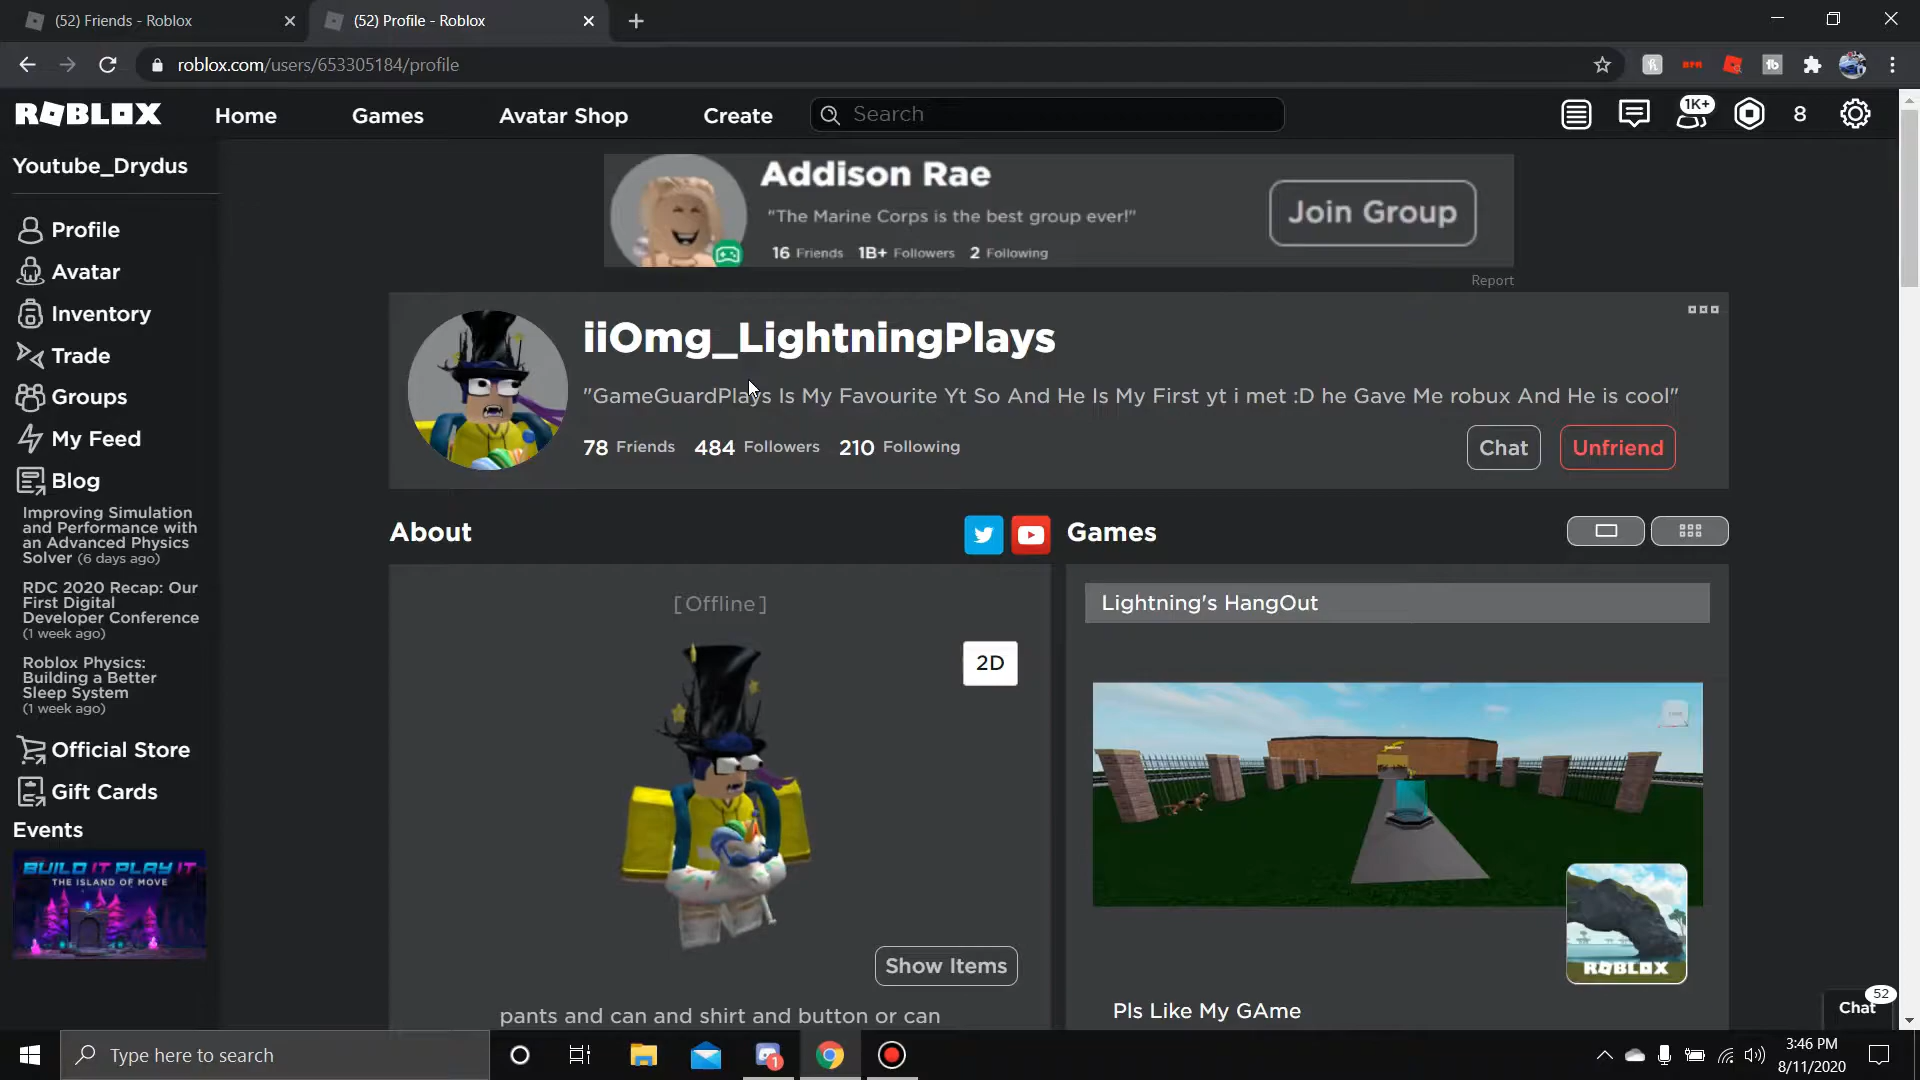 (52) Friends - Roblox
(52) Profile - Roblox
roblox.com/users/653305184/profile
ROBLOX
Home
Games
Avatar Shop
Create
Search
1K+
8
Youtube_Drydus
Profile
Avatar
Inventory
Trade
Groups
My Feed
Blog
Improving Simulation
and Performance with
an Advanced Physics
Solver (6 days ago)
RDC 2020 Recap: Our
First Digital
Developer Conference
(1 week ago)
Roblox Physics:
Building a Better
Sleep System
(1 week ago)
Official Store
Gift Cards
Events
BUILD IT PLAY IT
THE ISLAND OF MOVE
Addison Rae
"The Marine Corps is the best group ever!"
16 Friends 1B+ Followers 2 Following
Join Group
Report
iiOmg_LightningPlays
"GameGuardPlays Is My Favourite Yt So And He Is My First yt i met :D he Gave Me robux And He is cool"
78 Friends 484 Followers 210 Following
Chat
Unfriend
About
[Offline]
2D
Show Items
pants and can and shirt and button or can
Games
Lightning's HangOut
ROBLOX
Pls Like My GAme
Chat
52
Type here to search
1
3:46 PM
8/11/2020